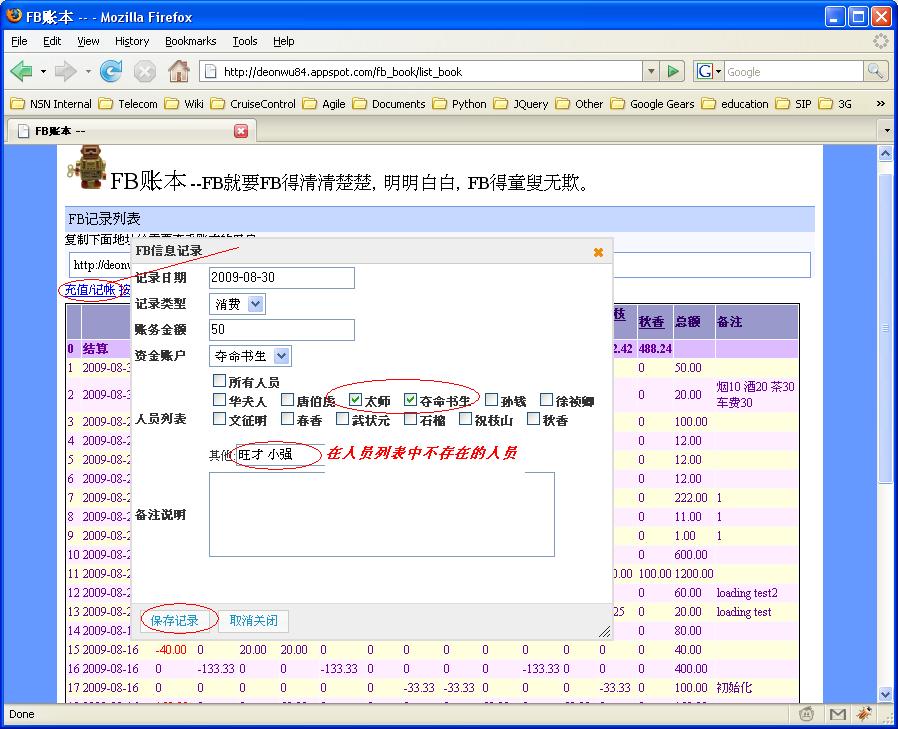 FB账本 -- - Mozilla Firefox
File Edit View History Bookmarks Tools Help
http://deonwu84.appspot.com/fb_book/list_book Google
NSN Internal Telecom Wiki CruiseControl Agile Documents Python JQuery Other Google Gears education SIP 3G »
FB账本 --
FB账本 --FB就要FB得清清楚楚, 明明白白, FB得童叟无欺。
FB记录列表
复制下面地址
http://deonw
充值/记帐 按
FB信息记录
记录日期 2009-08-30
记录类型 消费
账务金额 50
资金账户 夺命书生
所有人员
人员列表 华夫人 唐伯虎 太师 夺命书生 孙钱 徐祯卿
文征明 春香 武状元 石榴 祝枝山 秋香
其他 旺才 小强 在人员列表中不存在的人员
备注说明
保存记录 取消关闭
枝 秋香 总额 备注
0 结算 2.42 488.24
1 2009-08-3 0 50.00
2 2009-08-3 0 20.00 烟10 酒20 茶30 车费30
3 2009-08-2 0 100.00
4 2009-08-2 0 12.00
5 2009-08-2 0 12.00
6 2009-08-2 0 12.00
7 2009-08-2 0 222.00 1
8 2009-08-2 0 11.00 1
9 2009-08-2 0 1.00 1
10 2009-08-2 0 600.00
11 2009-08-2 0.00 100.00 1200.00
12 2009-08-2 0 60.00 loading test2
13 2009-08-2 25 0 20.00 loading test
14 2009-08-1 0 80.00
15 2009-08-16 -40.00 0 20.00 20.00 0 0 0 0 0 0 0 0 40.00
16 2009-08-16 0 -133.33 0 0 -133.33 0 0 0 0 -133.33 0 0 400.00
17 2009-08-16 0 0 0 0 0 0 -33.33 -33.33 0 0 0 -33.33 0 100.00 初始化
Done